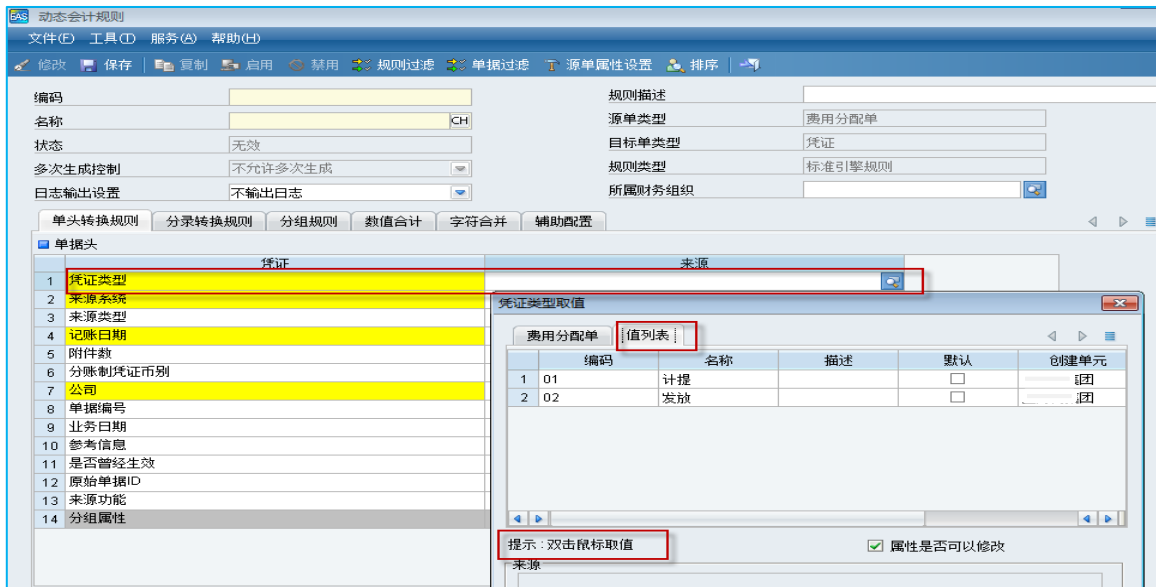 EAS 动态会计规则
文件(F) 工具(T) 服务(A) 帮助(H)
修改 保存 复制 启用 禁用 规则过滤 单据过滤 源单属性设置 排序
编码 规则描述
名称 CH 源单类型 费用分配单
状态 无效 目标单类型 凭证
多次生成控制 不允许多次生成 规则类型 标准引擎规则
日志输出设置 不输出日志 所属财务组织
单头转换规则 分录转换规则 分组规则 数值合计 字符合并 辅助配置
单据头
凭证 来源
1 凭证类型
2 来源系统
3 来源类型
4 记账日期
5 附件数
6 分账制凭证币别
7 公司
8 单据编号
9 业务日期
10 参考信息
11 是否曾经生效
12 原始单据ID
13 来源功能
14 分组属性
凭证类型取值
费用分配单 值列表
编码 名称 描述 默认 创建单元
1 01 计提 团
2 02 发放 团
提示：双击鼠标取值 属性是否可以修改
来源